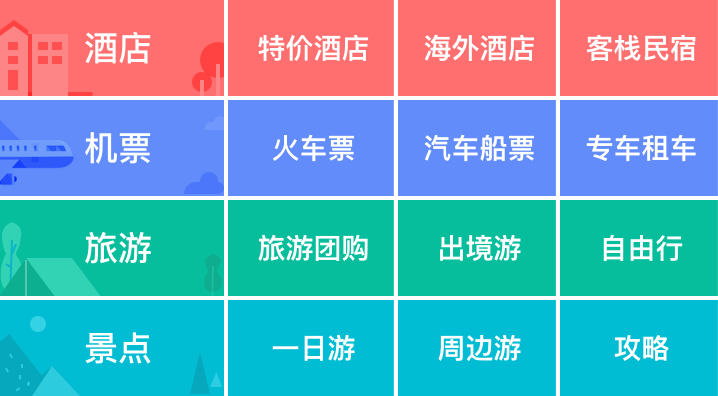 酒店 特价酒店 海外酒店 客栈民宿
机票 火车票 汽车船票 专车租车
旅游 旅游团购 出境游 自由行
景点 一日游 周边游 攻略